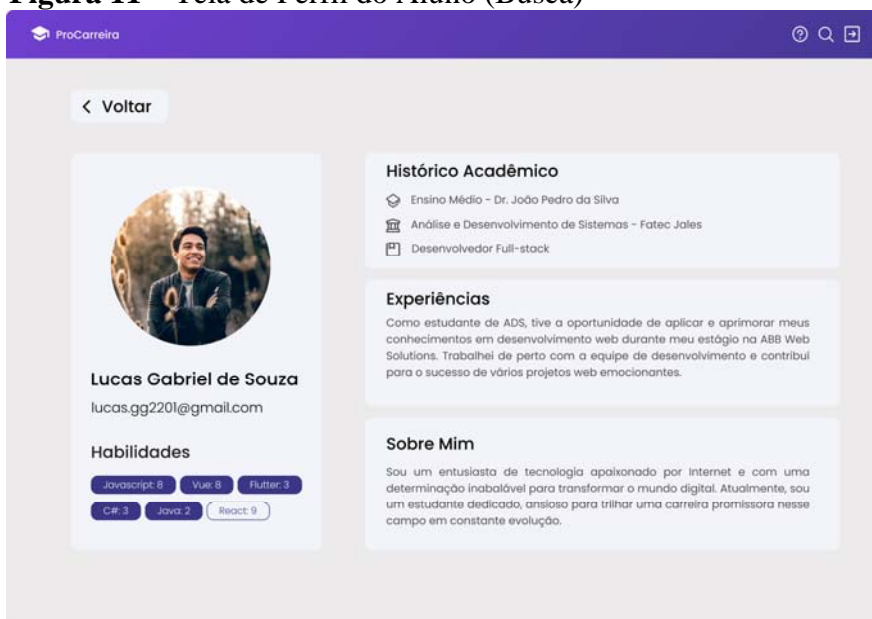 Figura 11 – Tela de Perfil do Aluno (Busca)
ProCarreira
Voltar
Lucas Gabriel de Souza
lucas.gg2201@gmail.com
Habilidades
Javascript: 8 Vue: 8 Flutter: 3
C#: 3 Java: 2 React: 9
Histórico Acadêmico
Ensino Médio - Dr. João Pedro da Silva
Análise e Desenvolvimento de Sistemas - Fatec Jales
Desenvolvedor Full-stack
Experiências
Como estudante de ADS, tive a oportunidade de aplicar e aprimorar meus
conhecimentos em desenvolvimento web durante meu estágio na ABB Web
Solutions. Trabalhei de perto com a equipe de desenvolvimento e contribui
para o sucesso de vários projetos web emocionantes.
Sobre Mim
Sou um entusiasta de tecnologia apaixonado por Internet e com uma
determinação inabalável para transformar o mundo digital. Atualmente, sou
um estudante dedicado, ansioso para trilhar uma carreira promissora nesse
campo em constante evolução.